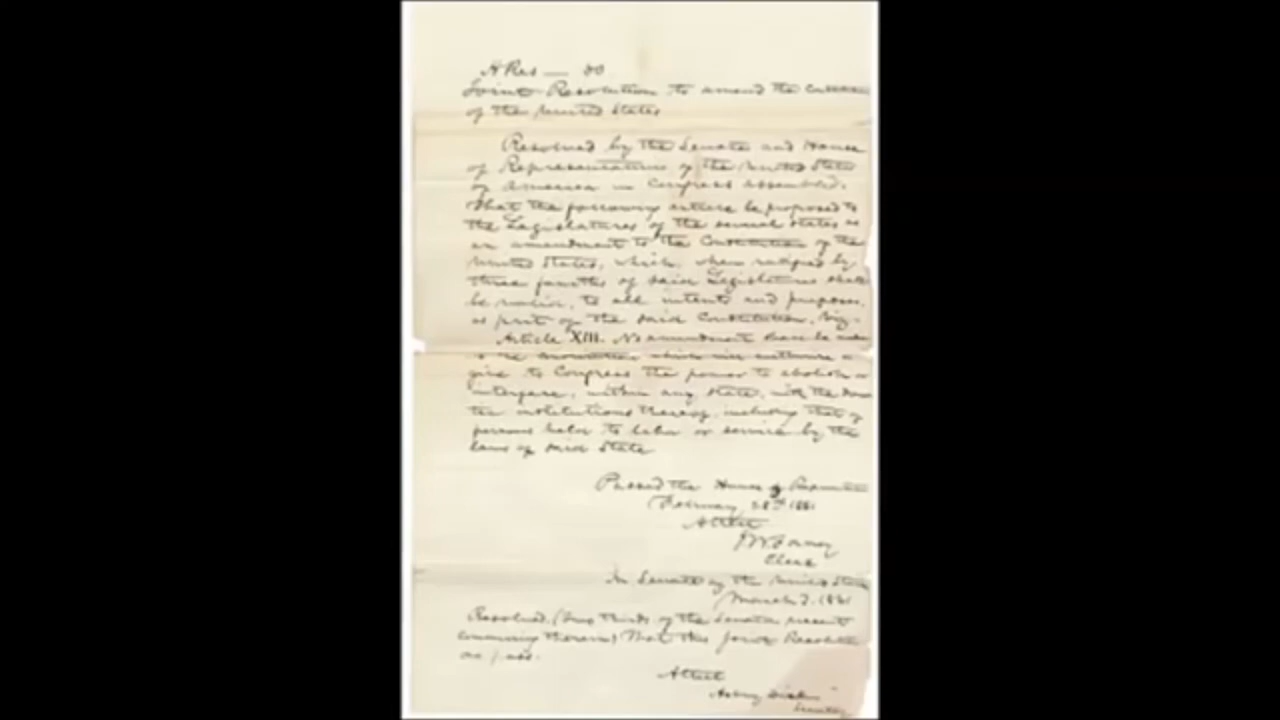 H Res — 80
Joint Resolution to amend the
of the United States
Resolved by the Senate and House
of Representatives of the United States
of America in Congress assembled,
That the following article be proposed to
the Legislatures of the several States as
an amendment to the Constitution of the
United States, which, when ratified by
three fourths of said Legislatures shall
be valid, to all intents and purposes,
as part of the said Constitution, viz.
Article XIII. No amendment shall be made
to the Constitution which will authorize or
give to Congress the power to abolish or
interfere, within any State, with the domes
tic institutions thereof, including that of
persons held to labor or service by the
laws of said State
Passed the House of
February 28th 1861
Attest
J W Forney
Clerk
In Senate of the United States
March 2. 1861
Resolved, (two thirds of the Senate present
concurring therein) That this Joint Resolution
do pass.
Attest
Asbury Dickins